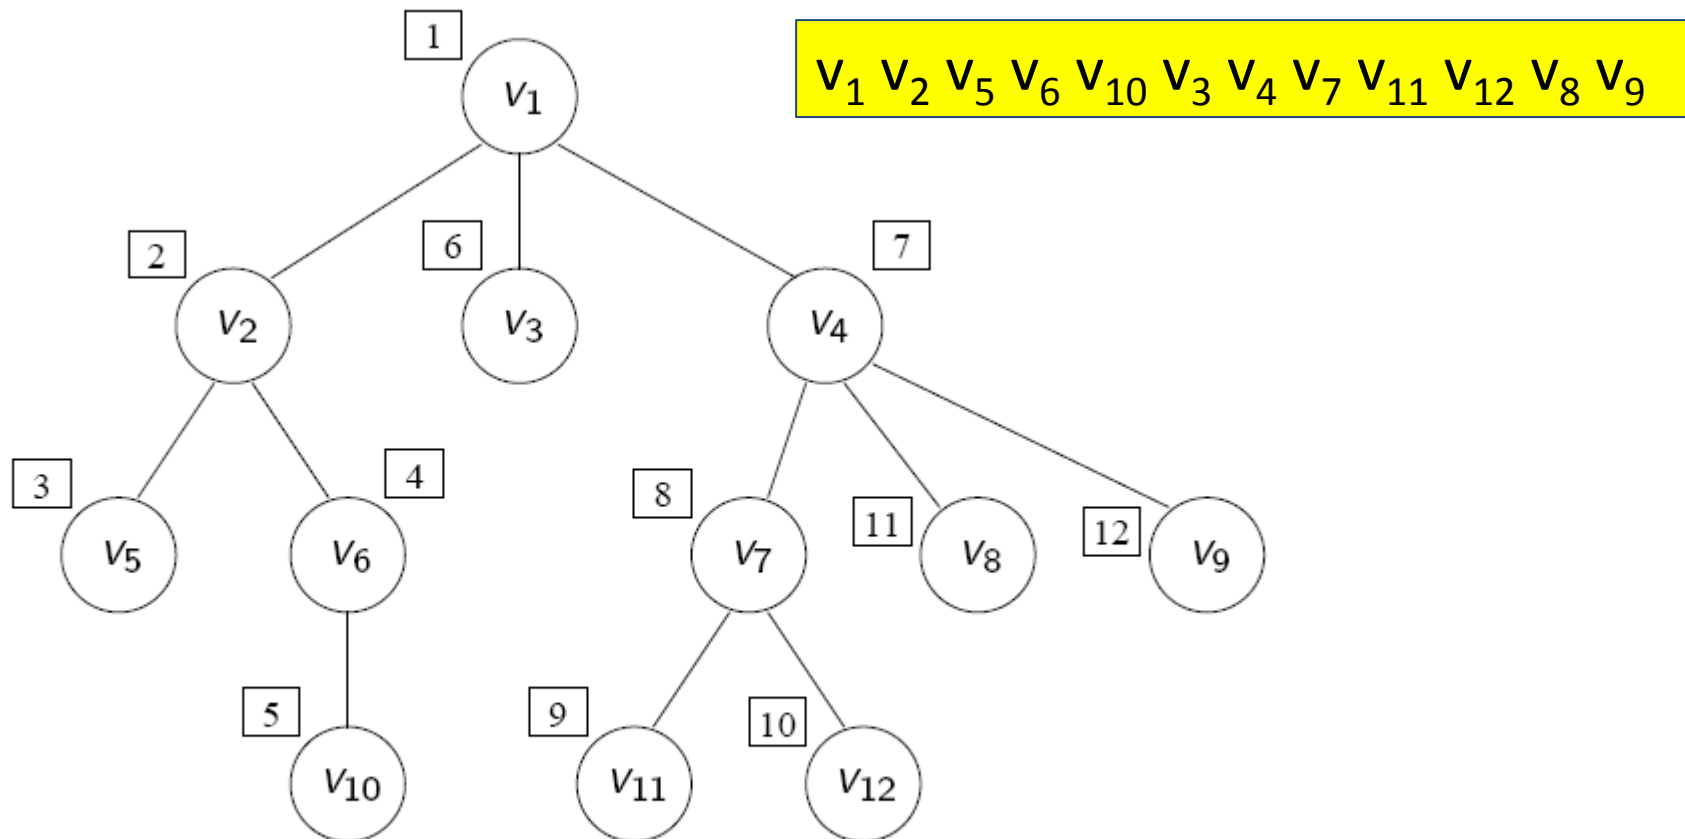 1
v₁ v₂ v₅ v₆ v₁₀ v₃ v₄ v₇ v₁₁ v₁₂ v₈ v₉
v₁
2
6
7
v₂
v₃
v₄
3
4
8
11
12
v₅
v₆
v₇
v₈
v₉
5
9
10
v₁₀
v₁₁
v₁₂